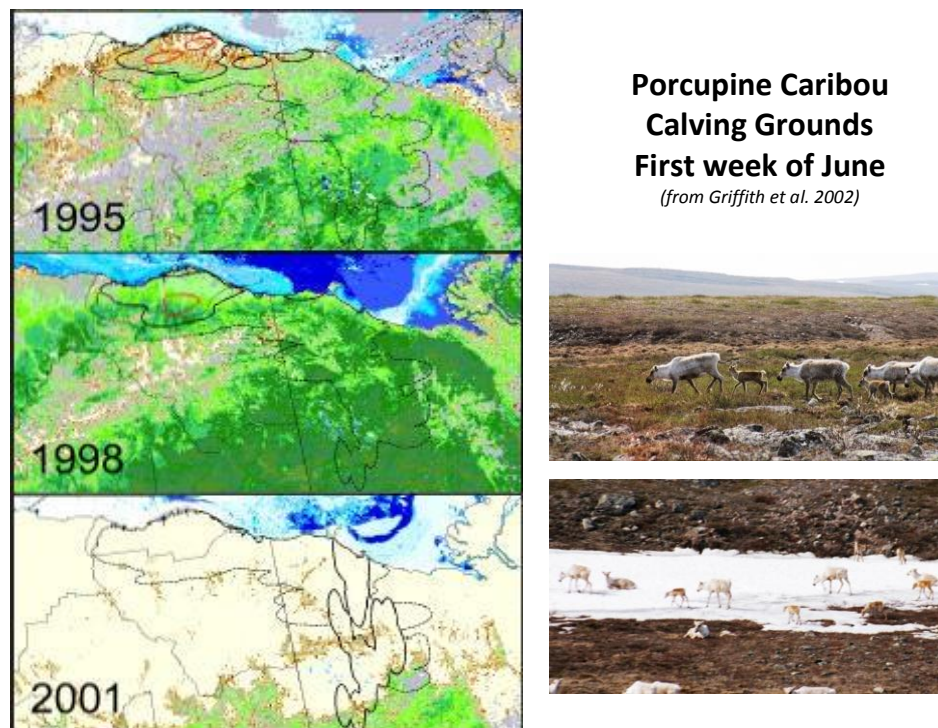 Porcupine Caribou
Calving Grounds
First week of June
(from Griffith et al. 2002)
1995
1998
2001